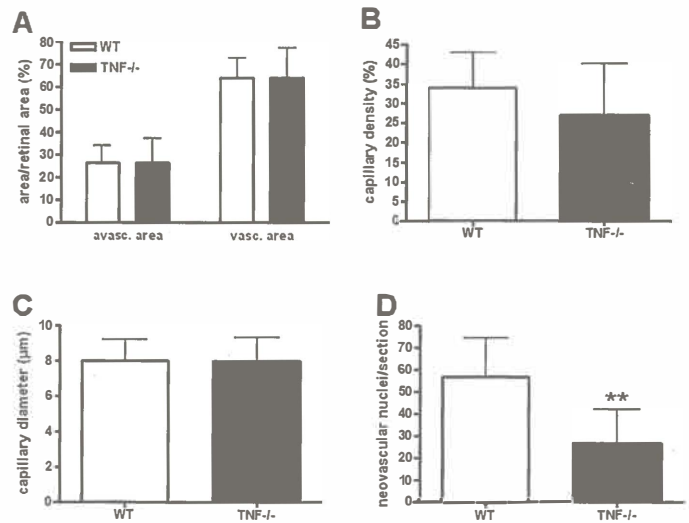 A
area/retinal area (%)
80
70
60
50
40
30
20
10
0
WT
TNF-/-
avasc. area
vasc. area
B
capillary density (%)
45
40
35
30
25
20
15
10
5
0
WT
TNF-/-
C
capillary diameter (µm)
10
8
6
4
2
0
WT
TNF-/-
D
neovascular nuclei/section
80
70
60
50
40
30
20
10
0
**
WT
TNF-/-